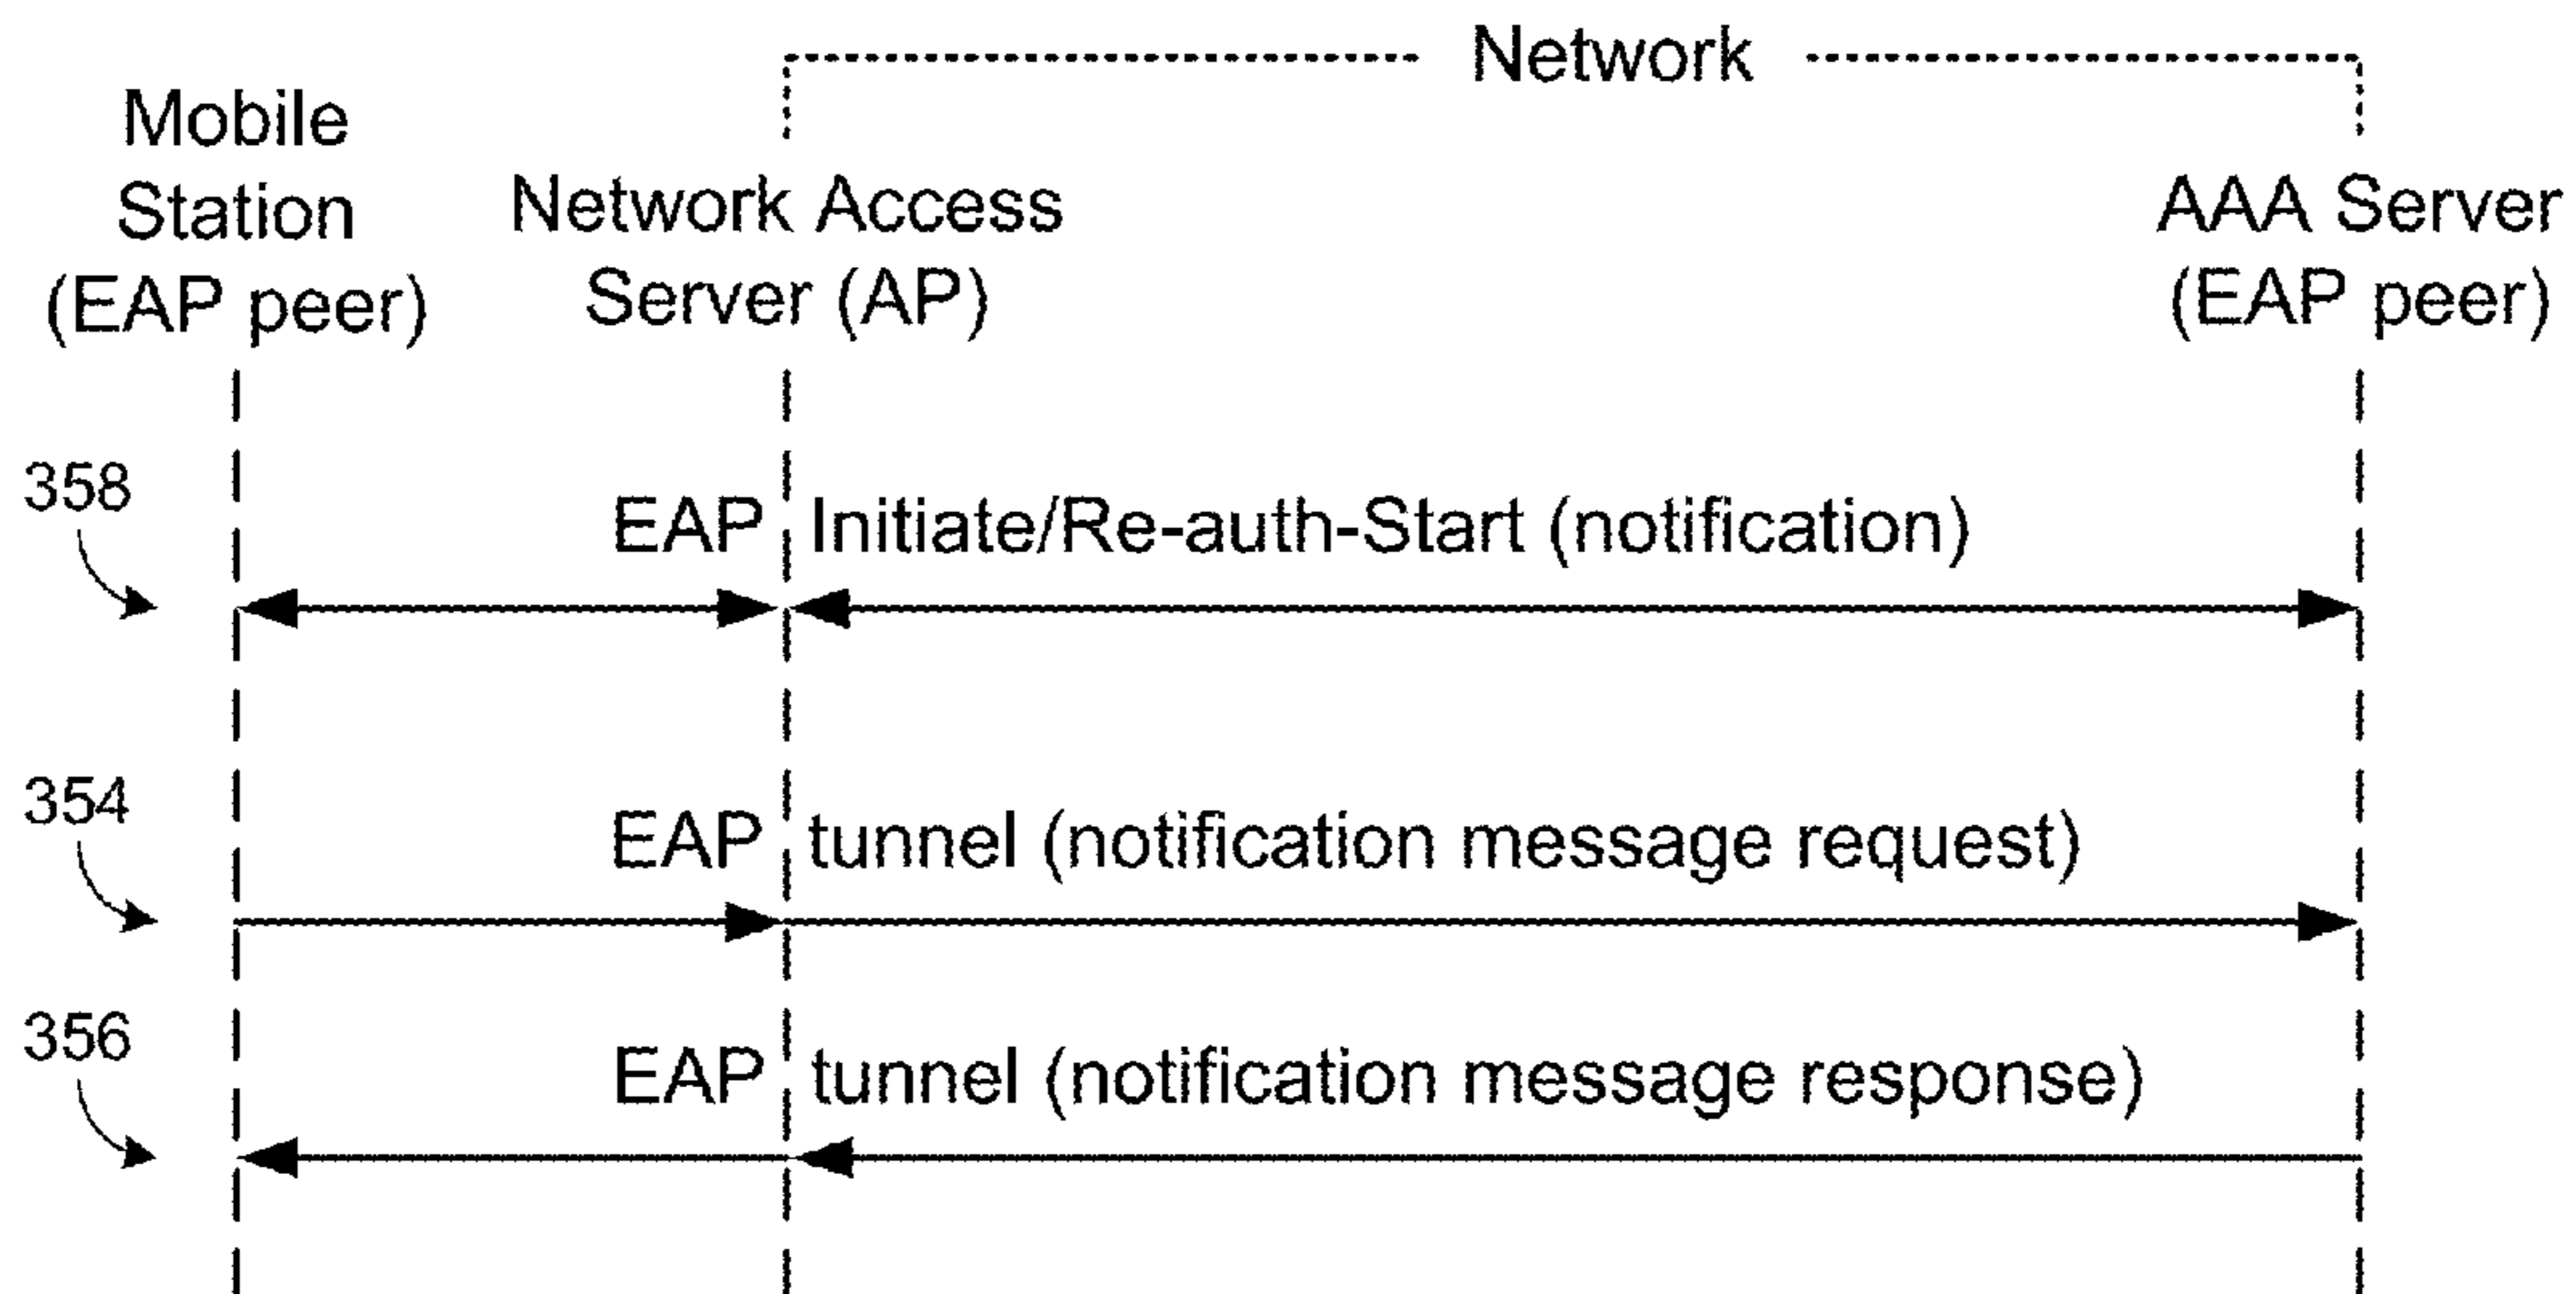 Network
Mobile
Station
(EAP peer)
Network Access
Server (AP)
AAA Server
(EAP peer)
358
EAP Initiate/Re-auth-Start (notification)
354
EAP tunnel (notification message request)
356
EAP tunnel (notification message response)